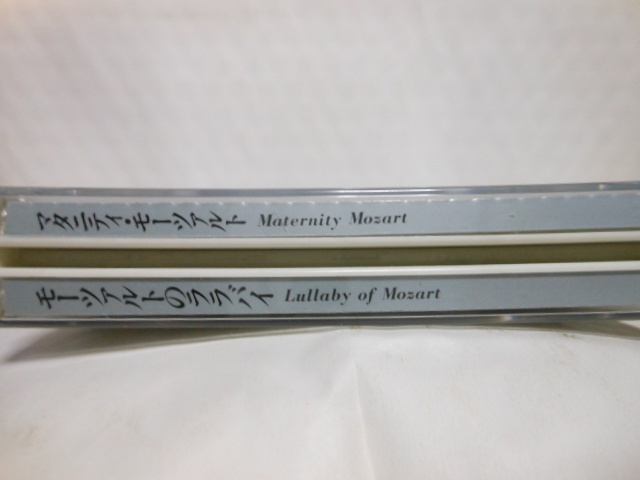 マタニティ・モーツァルト Maternity Mozart
モーツァルトのララバイ Lullaby of Mozart